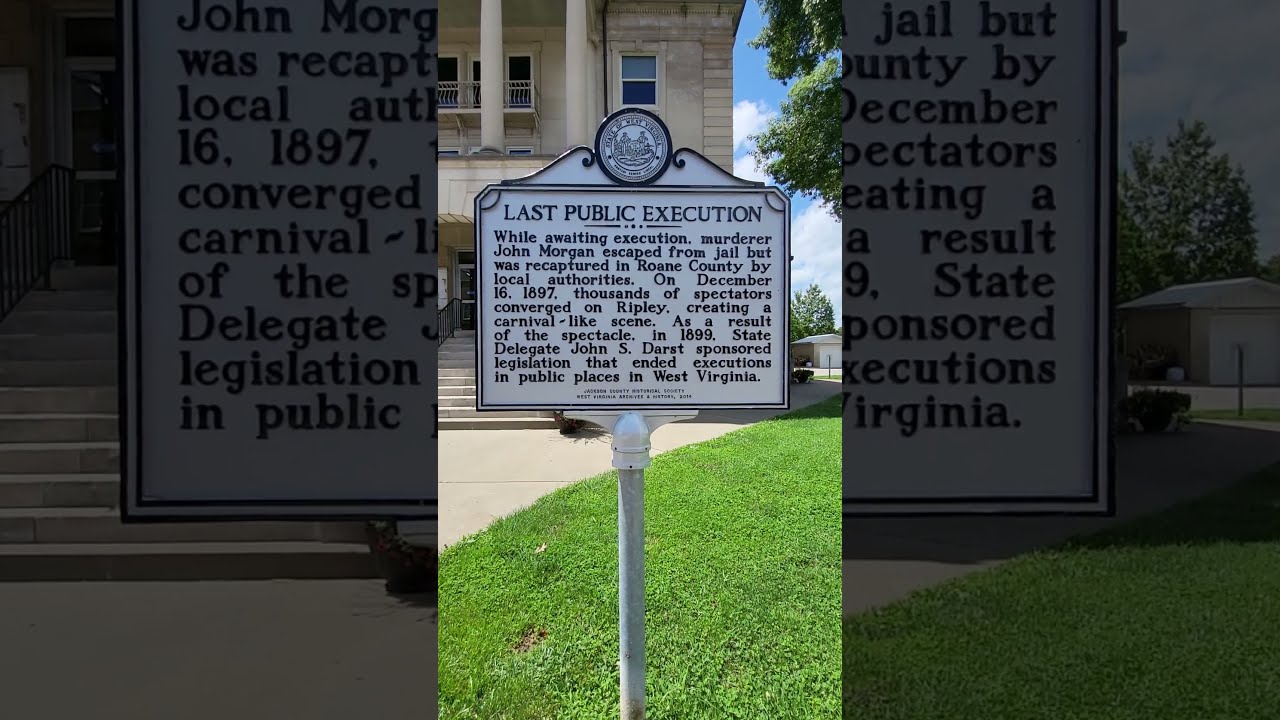 STATE OF WEST VIRGINIA
LAST PUBLIC EXECUTION
While awaiting execution, murderer
John Morgan escaped from jail but
was recaptured in Roane County by
local authorities. On December
16, 1897, thousands of spectators
converged on Ripley, creating a
carnival-like scene. As a result
of the spectacle, in 1899, State
Delegate John S. Darst sponsored
legislation that ended executions
in public places in West Virginia.
JACKSON COUNTY HISTORICAL SOCIETY
WEST VIRGINIA ARCHIVES & HISTORY, 2014
John Morg
was recapt
local auth
16, 1897,
converged
carnival-li
of the sp
Delegate J
legislation
in public p
jail but
ounty by
December
pectators
eating a
a result
9, State
ponsored
xecutions
Virginia.